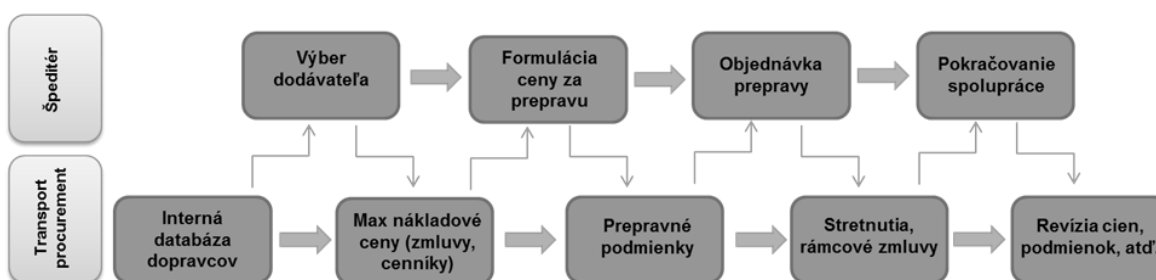 Špeditér
Výber
dodávateľa
Formulácia
ceny za
prepravu
Objednávka
prepravy
Pokračovanie
spolupráce
Transport
procurement
Interná
databáza
dopravcov
Max nákladové
ceny (zmluvy,
cenníky)
Prepravné
podmienky
Stretnutia,
rámcové zmluvy
Revízia cien,
podmienok, atď.